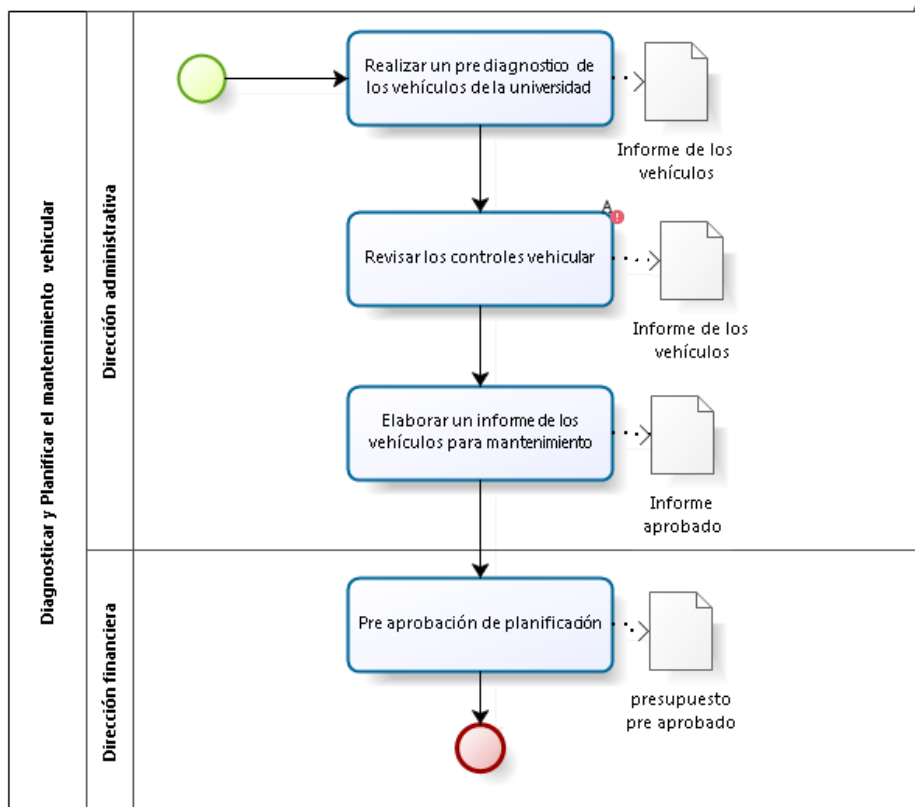 Diagnosticar y Planificar el mantenimiento vehicular
Dirección administrativa
Realizar un pre diagnostico de
los vehículos de la universidad
Informe de los
vehículos
A
Revisar los controles vehicular
Informe de los
vehículos
Elaborar un informe de los
vehículos para mantenimiento
Informe
aprobado
Dirección financiera
Pre aprobación de planificación
presupuesto
pre aprobado